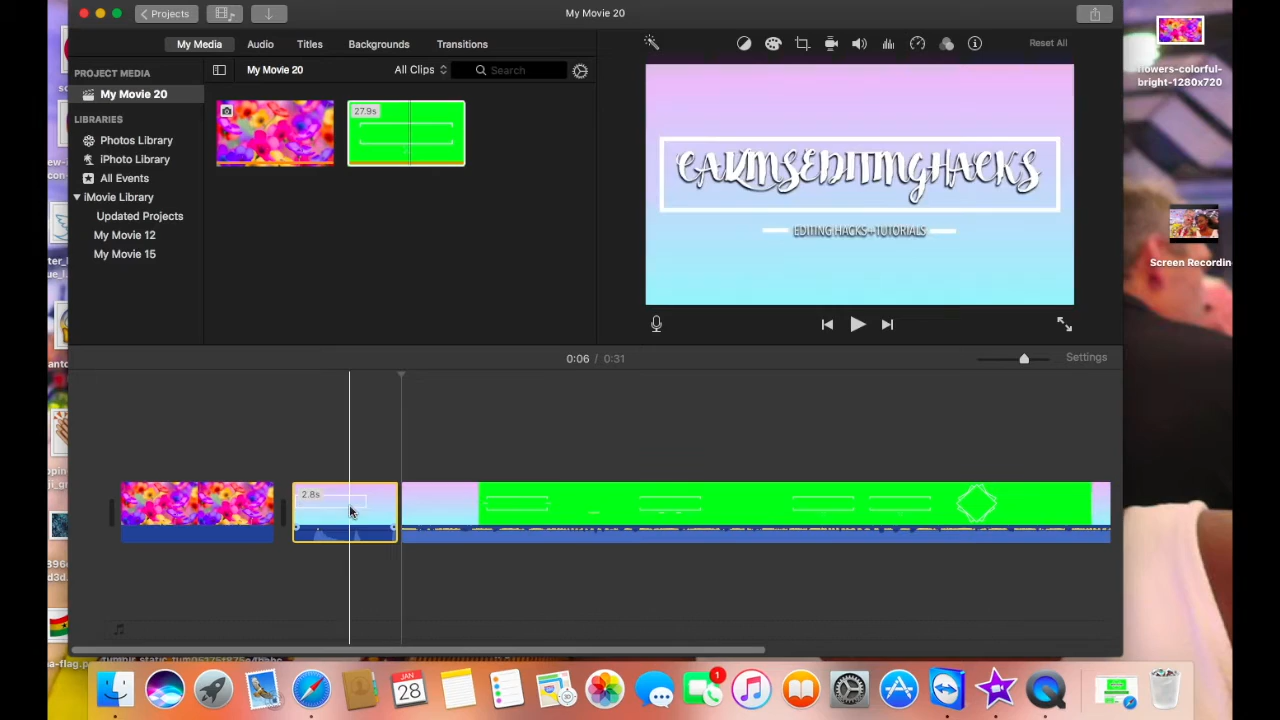 Projects
My Movie 20
My Media
Audio
Titles
Backgrounds
Transitions
Reset All
PROJECT MEDIA
My Movie 20
All Clips
Search
flowers-colorful-
bright-1280x720
My Movie 20
LIBRARIES
Photos Library
iPhoto Library
All Events
iMovie Library
Updated Projects
My Movie 12
My Movie 15
27.9s
CARMSEDITINGHACKS
EDITING HACKS+TUTORIALS
Screen Recordin
0:06 / 0:31
Settings
2.8s
JAN
28
1